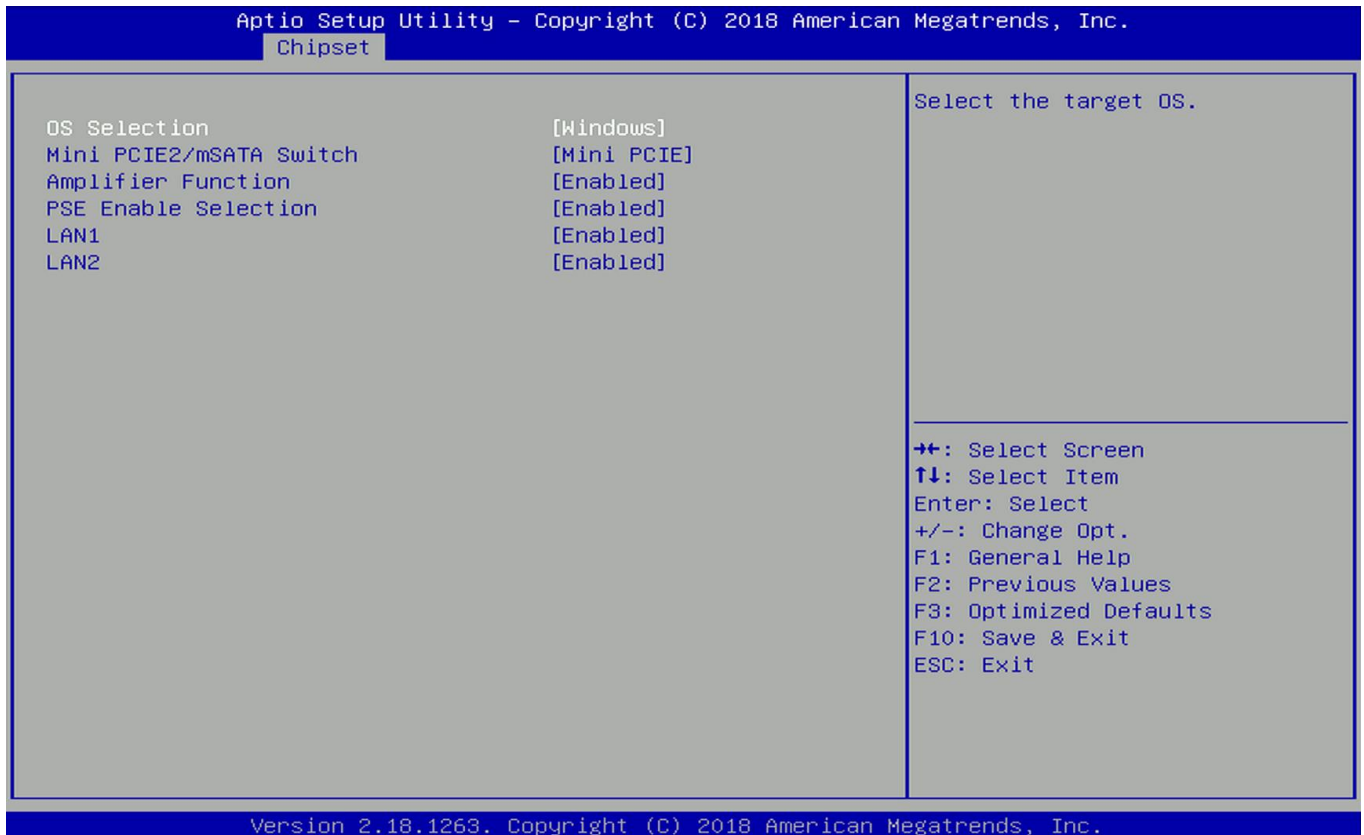 Aptio Setup Utility – Copyright (C) 2018 American Megatrends, Inc.
Chipset
OS Selection [Windows]
Mini PCIE2/mSATA Switch [Mini PCIE]
Amplifier Function [Enabled]
PSE Enable Selection [Enabled]
LAN1 [Enabled]
LAN2 [Enabled]
Select the target OS.
→←: Select Screen
↑↓: Select Item
Enter: Select
+/-: Change Opt.
F1: General Help
F2: Previous Values
F3: Optimized Defaults
F10: Save & Exit
ESC: Exit
Version 2.18.1263. Copyright (C) 2018 American Megatrends, Inc.